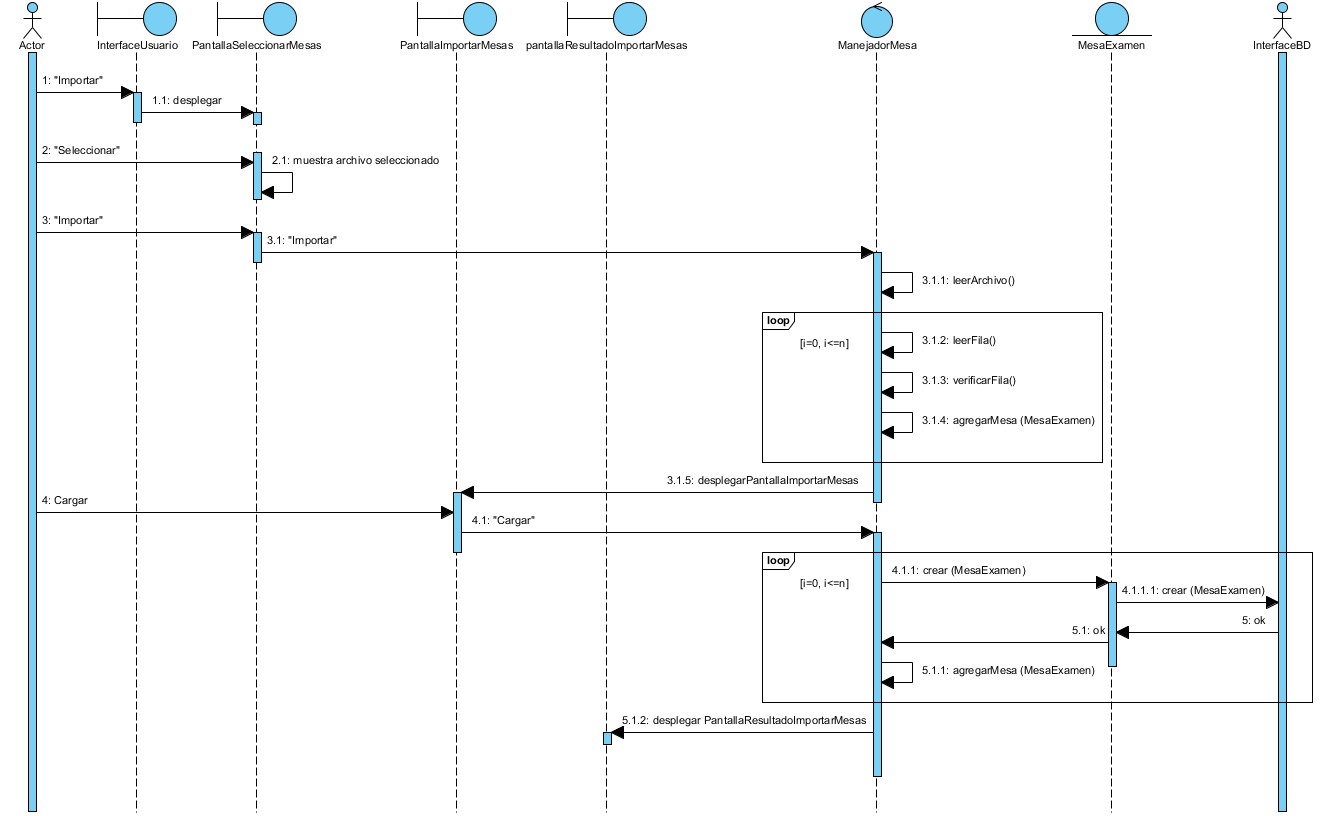 Actor
InterfaceUsuario
PantallaSeleccionarMesas
PantallaImportarMesas
pantallaResultadoImportarMesas
ManejadorMesa
MesaExamen
InterfaceBD
1: "Importar"
1.1: desplegar
2: "Seleccionar"
2.1: muestra archivo seleccionado
3: "Importar"
3.1: "Importar"
3.1.1: leerArchivo()
loop
[i=0, i<=n]
3.1.2: leerFila()
3.1.3: verificarFila()
3.1.4: agregarMesa (MesaExamen)
3.1.5: desplegarPantallaImportarMesas
4: Cargar
4.1: "Cargar"
loop
[i=0, i<=n]
4.1.1: crear (MesaExamen)
4.1.1.1: crear (MesaExamen)
5: ok
5.1: ok
5.1.1: agregarMesa (MesaExamen)
5.1.2: desplegar PantallaResultadoImportarMesas